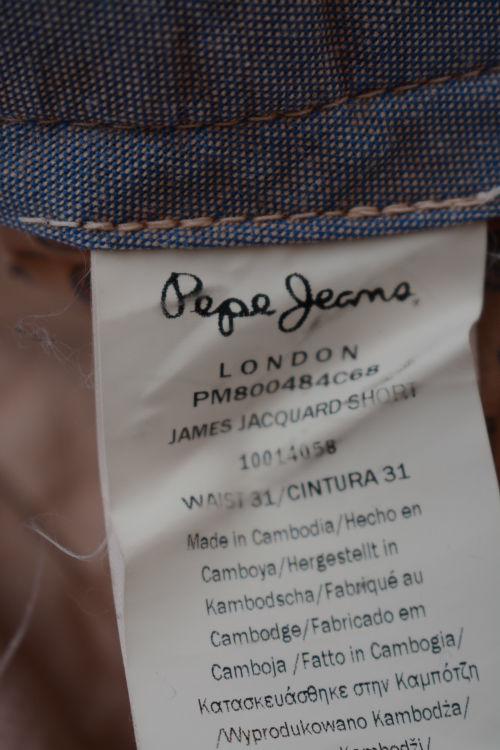 Pepe Jeans
LONDON
PM800484C68
JAMES JACQUARD SHORT
10014058
WAIST 31/CINTURA 31
Made in Cambodia/Hecho en
Camboya/Hergestellt in
Kambodscha/Fabriqué au
Cambodge/Fabricado em
Camboja /Fatto in Cambogia/
Κατασκευάσθηκε στην Καμπότζη
/Wyprodukowano Kambodża/
Kambodži/